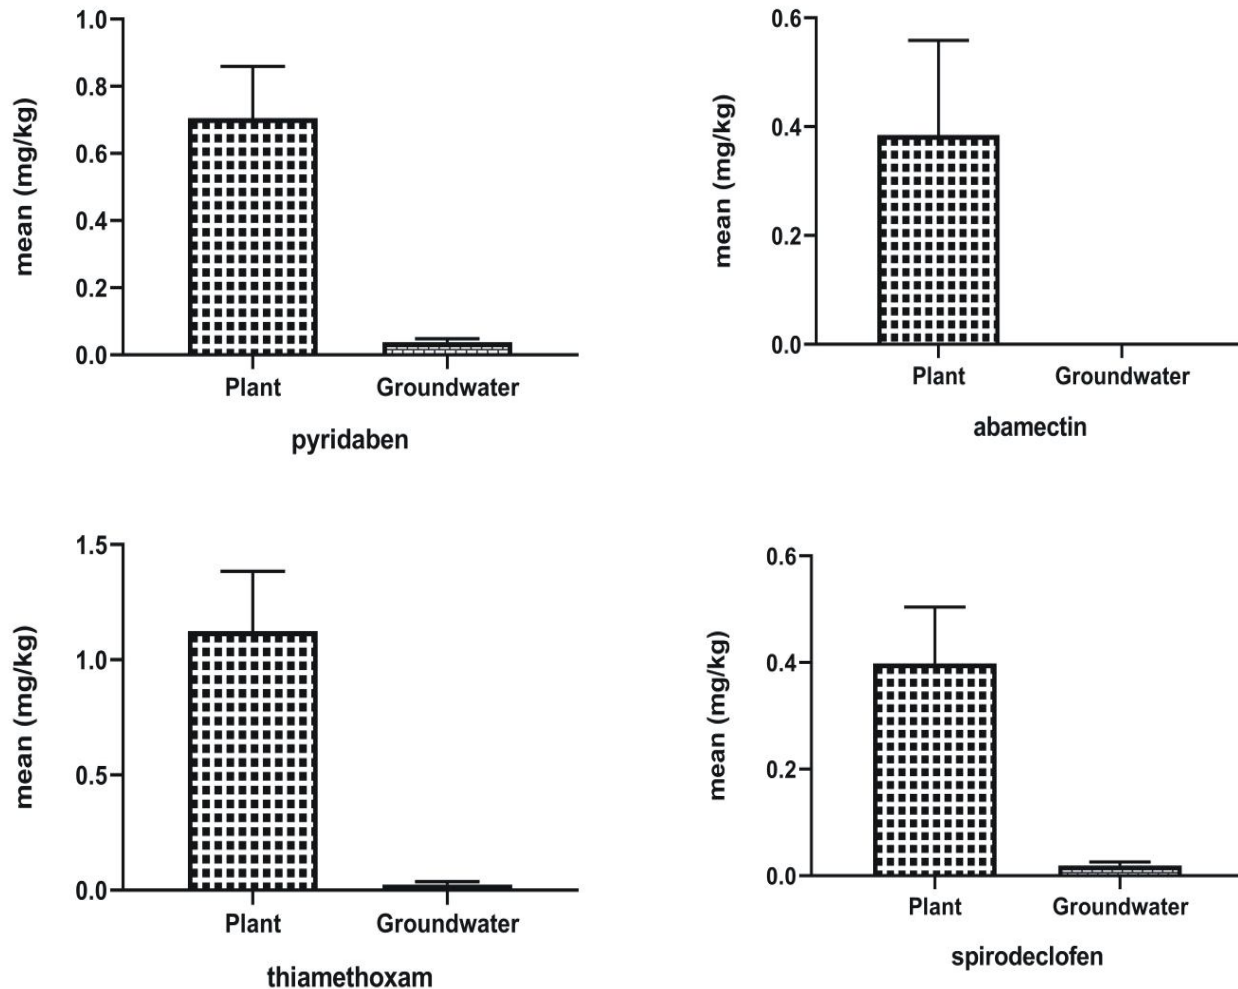 mean (mg/kg)
1.0
0.8
0.6
0.4
0.2
0.0
Plant Groundwater
pyridaben
mean (mg/kg)
0.6
0.4
0.2
0.0
Plant Groundwater
abamectin
mean (mg/kg)
1.5
1.0
0.5
0.0
Plant Groundwater
thiamethoxam
mean (mg/kg)
0.6
0.4
0.2
0.0
Plant Groundwater
spirodeclofen